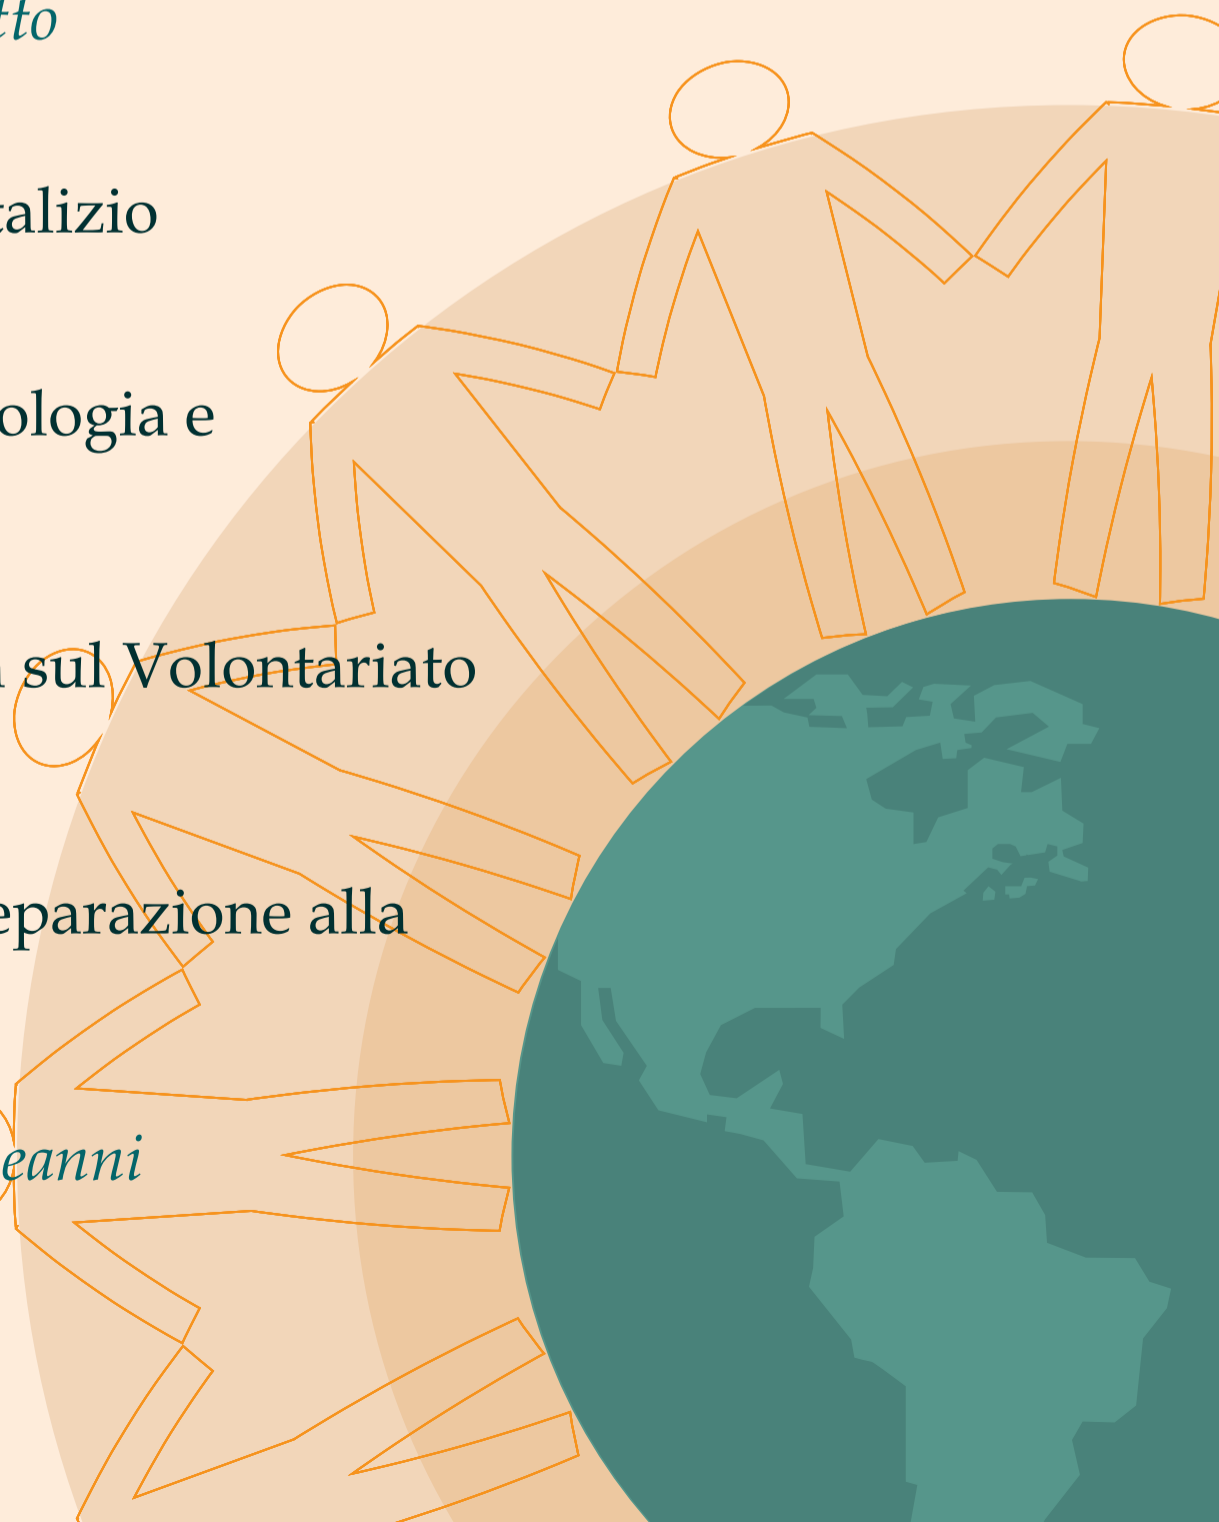 tto
talizio
ologia e
sul Volontariato
eparazione alla
eanni